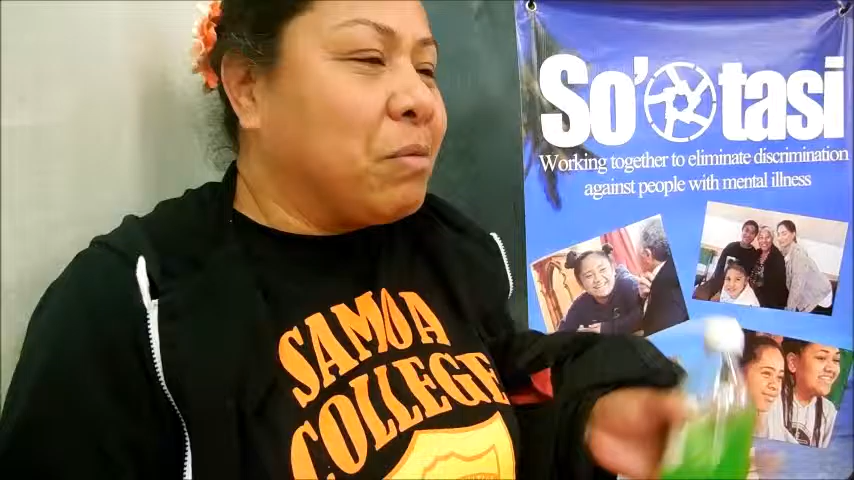 So'otasi
Working together to eliminate discrimination
against people with mental illness
SAMOA
COLLEGE